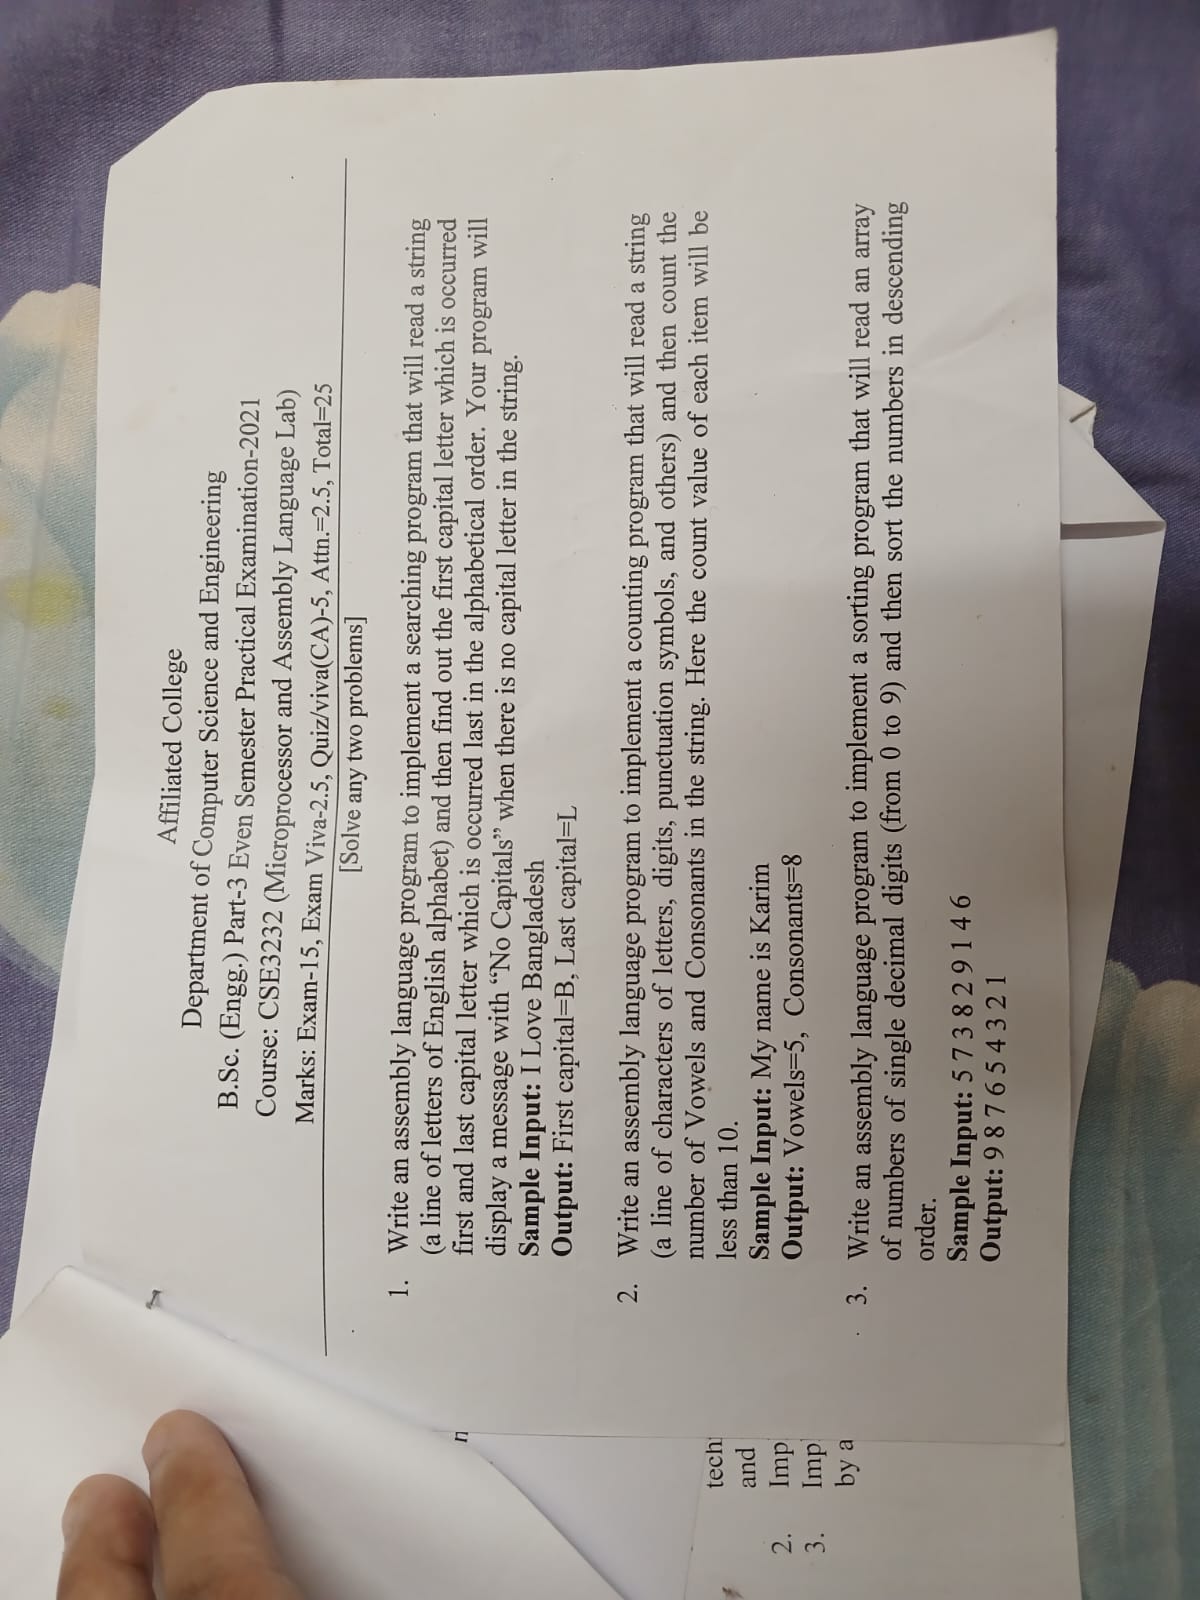 Affiliated College
Department of Computer Science and Engineering
B.Sc. (Engg.) Part-3 Even Semester Practical Examination-2021
Course: CSE3232 (Microprocessor and Assembly Language Lab)
Marks: Exam-15, Exam Viva-2.5, Quiz/viva(CA)-5, Attn.=2.5, Total=25
[Solve any two problems]
1. Write an assembly language program to implement a searching program that will read a string
(a line of letters of English alphabet) and then find out the first capital letter which is occurred
first and last capital letter which is occurred last in the alphabetical order. Your program will
display a message with “No Capitals” when there is no capital letter in the string.
Sample Input: I Love Bangladesh
Output: First capital=B, Last capital=L
2. Write an assembly language program to implement a counting program that will read a string
(a line of characters of letters, digits, punctuation symbols, and others) and then count the
number of Vowels and Consonants in the string. Here the count value of each item will be
less than 10.
Sample Input: My name is Karim
Output: Vowels=5, Consonants=8
3. Write an assembly language program to implement a sorting program that will read an array
of numbers of single decimal digits (from 0 to 9) and then sort the numbers in descending
order.
Sample Input: 5 7 3 8 2 9 1 4 6
Output: 9 8 7 6 5 4 3 2 1
and
2. Imp
3. Imp
by a